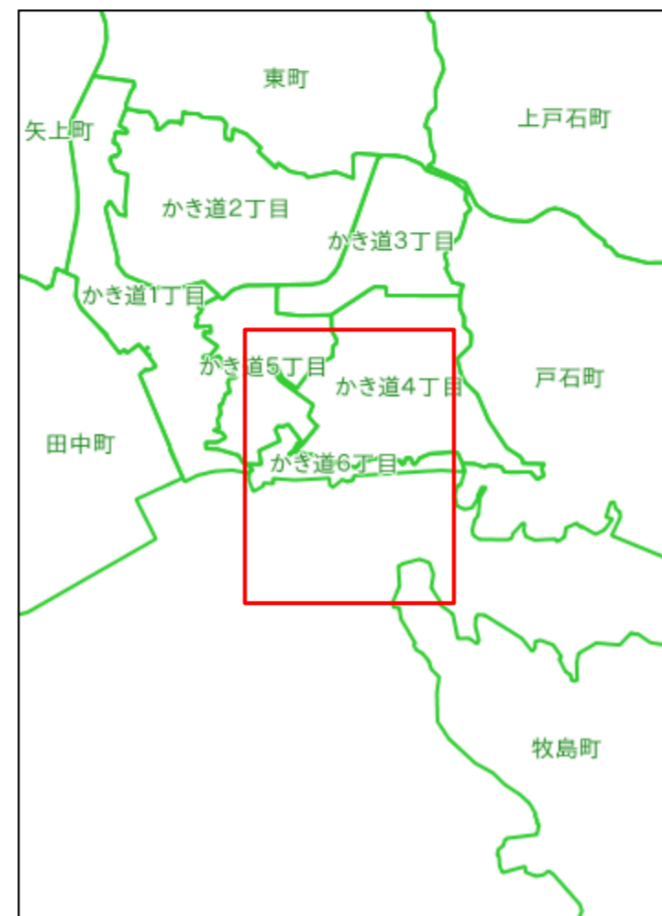 東町
上戸石町
矢上町
かき道2丁目
かき道3丁目
かき道1丁目
かき道5丁目
戸石町
かき道4丁目
田中町
かき道6丁目
牧島町